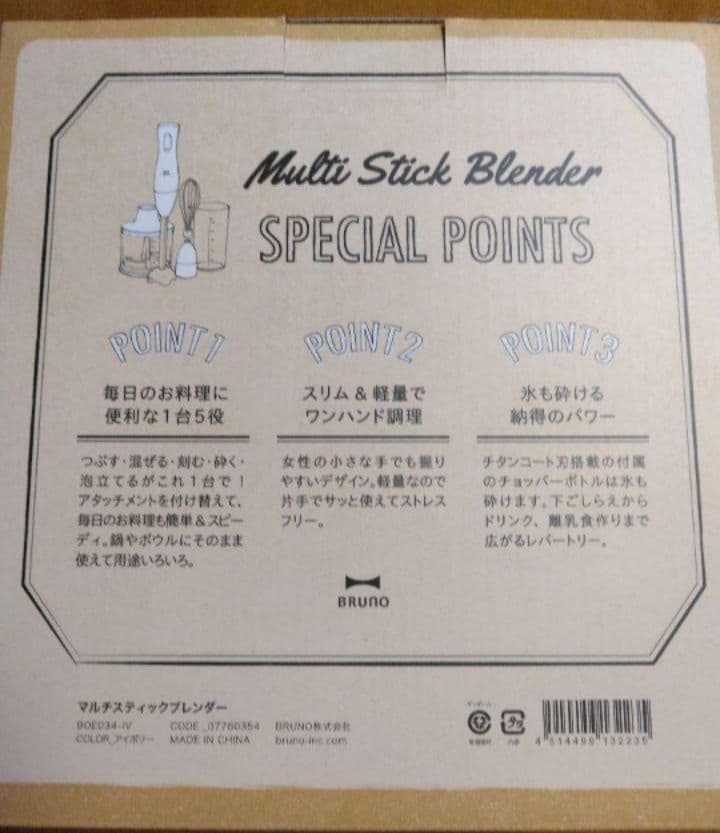 Multi Stick Blender
SPECIAL POINTS
POINT1
毎日のお料理に
便利な1台5役
つぶす・混ぜる・刻む・砕く・
泡立てるがこれ1台で!
アタッチメントを付け替えて、
毎日のお料理も簡単&スピー
ディ。鍋やボウルにそのまま
使えて用途いろいろ。
POINT2
スリム&軽量で
ワンハンド調理
女性の小さな手でも握り
やすいデザイン。軽量なので
片手でサッと使えてストレス
フリー。
POINT3
氷も砕ける
納得のパワー
チタンコート刃搭載の付属
のチョッパーボトルは氷も
砕けます。下ごしらえから
ドリンク、離乳食作りまで
広がるレパートリー。
BRUNO
マルチスティックブレンダー
BOE034-IV CODE_07760354 BRUNO株式会社
COLOR_アイボリー MADE IN CHINA bruno-inc.com
プラ
4 514499 132235